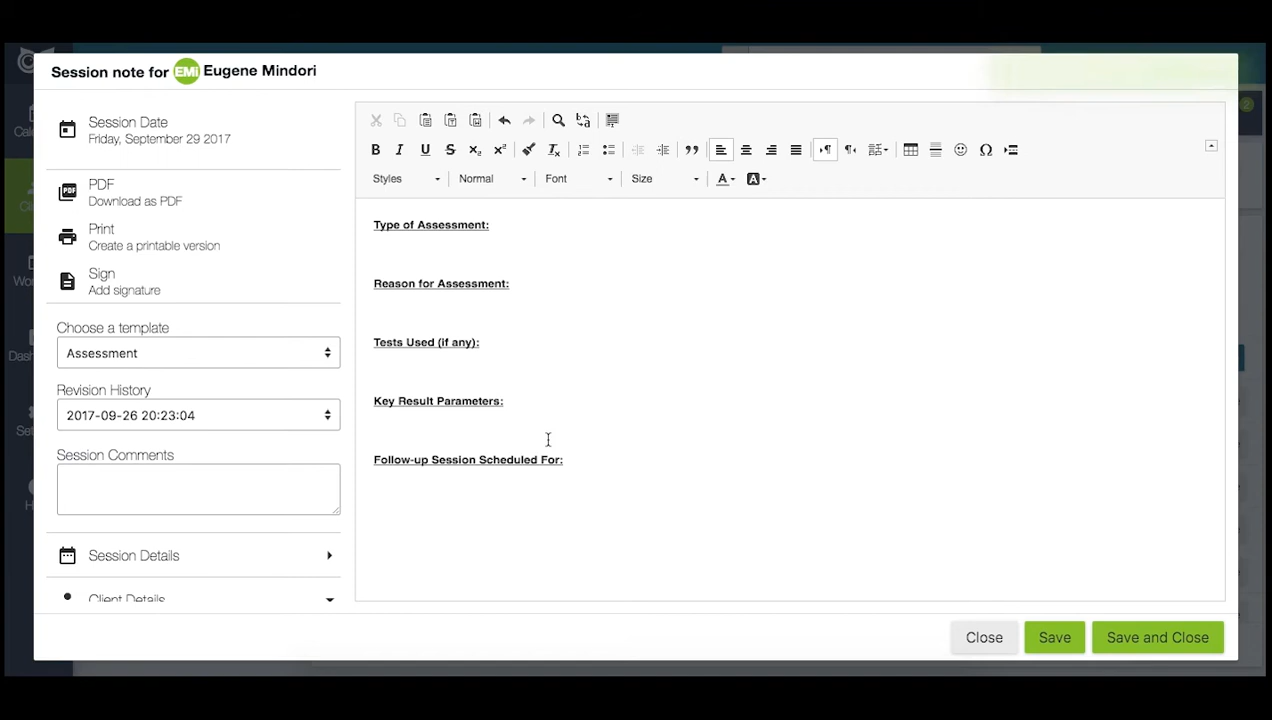 Session note for EMi Eugene Mindori
Session Date
Friday, September 29 2017
PDF
Download as PDF
Print
Create a printable version
Sign
Add signature
Choose a template
Assessment
Revision History
2017-09-26 20:23:04
Session Comments
Session Details
Client Details
Styles Normal Font Size
Type of Assessment:
Reason for Assessment:
Tests Used (if any):
Key Result Parameters:
Follow-up Session Scheduled For:
Close Save Save and Close